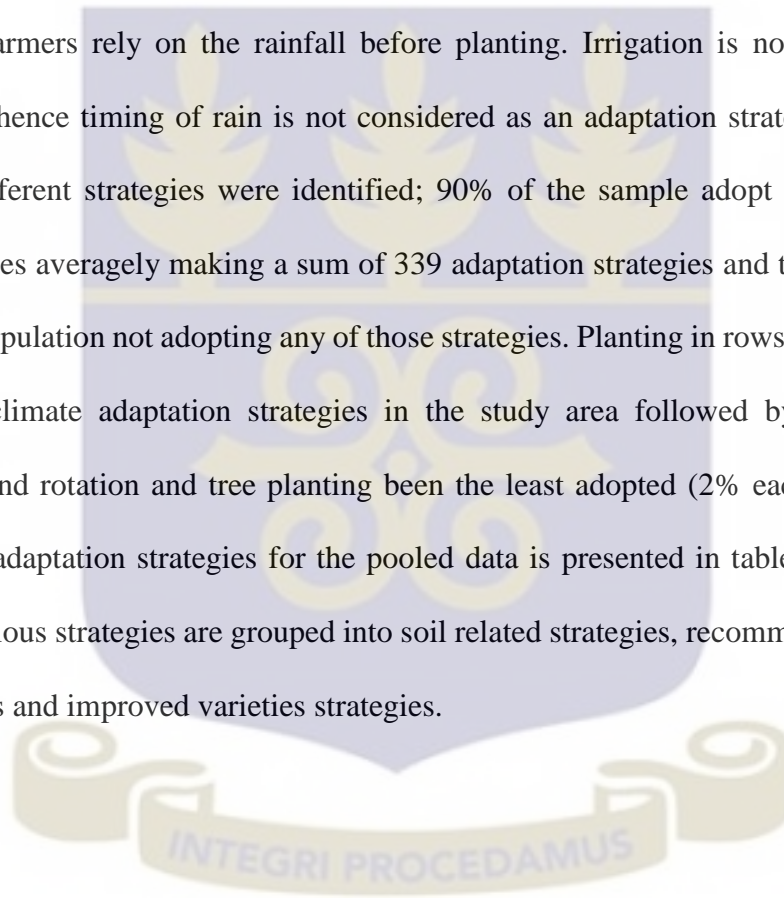 armers rely on the rainfall before planting. Irrigation is no
hence timing of rain is not considered as an adaptation strat
fferent strategies were identified; 90% of the sample adopt
es averagely making a sum of 339 adaptation strategies and t
pulation not adopting any of those strategies. Planting in rows
climate adaptation strategies in the study area followed by
nd rotation and tree planting been the least adopted (2% eac
adaptation strategies for the pooled data is presented in table
ious strategies are grouped into soil related strategies, recomm
s and improved varieties strategies.
INTEGRI PROCEDAMUS